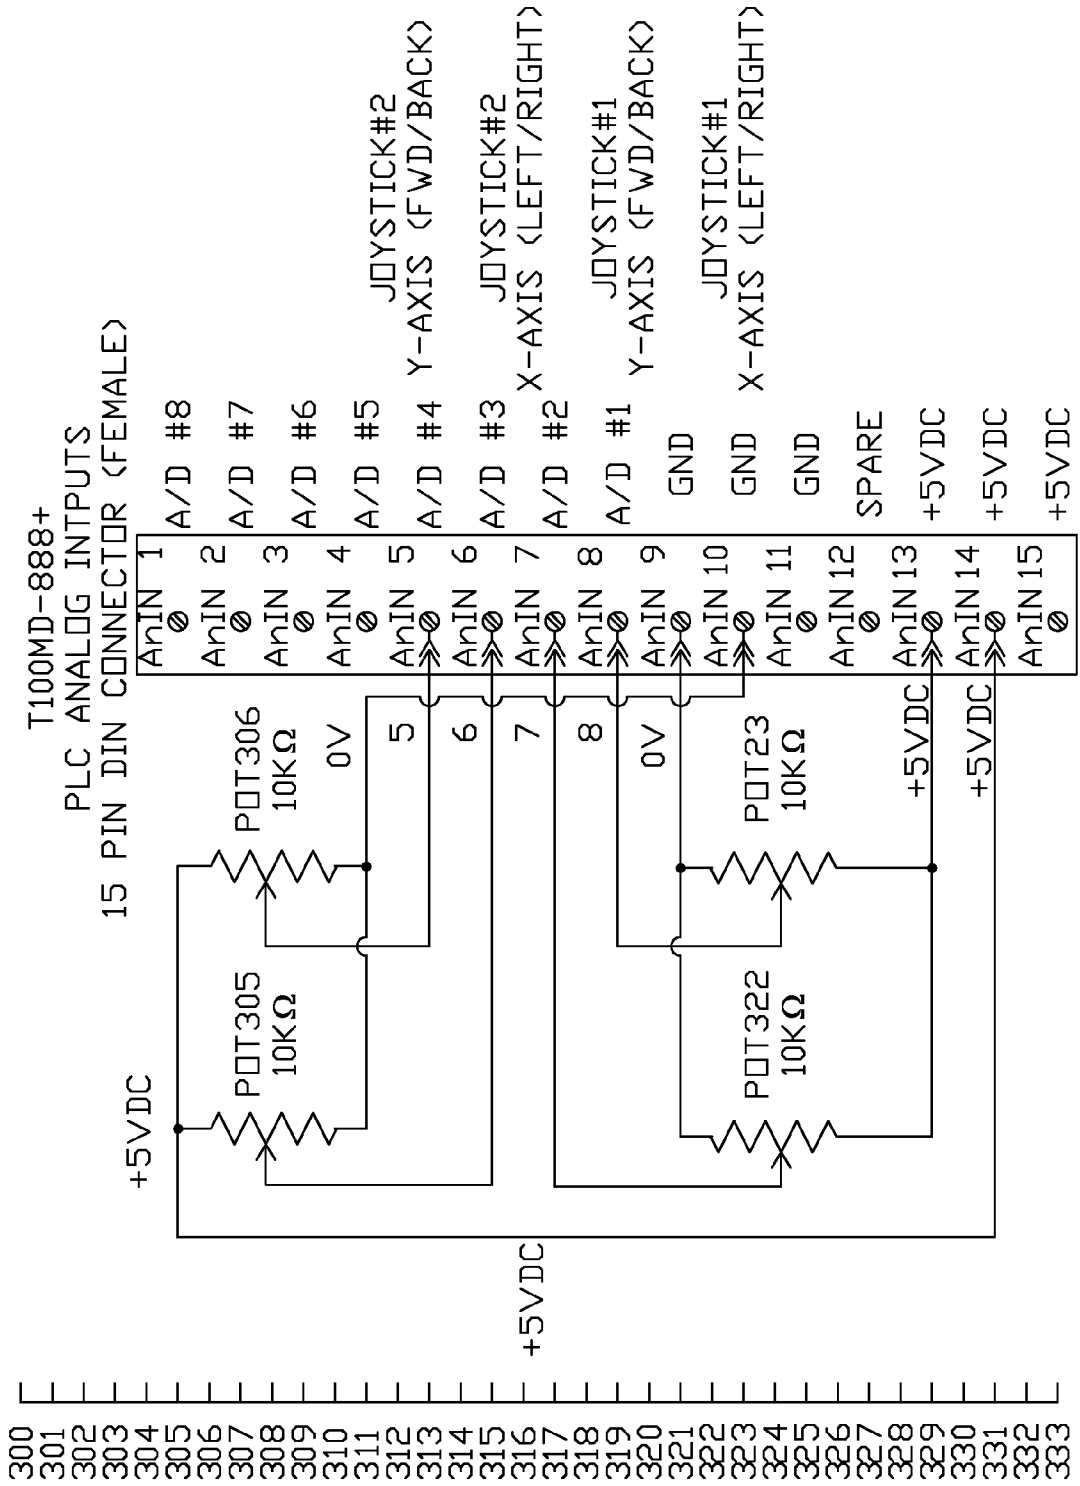 T100MD-888+
PLC ANALOG INTPUTS
15 PIN DIN CONNECTOR (FEMALE)
300
301
302
303
304
305
306
307
308
309
310
311
312
313
314
315
316
317
318
319
320
321
322
323
324
325
326
327
328
329
330
331
332
333
+5VDC
+5VDC
POT305
10KΩ
POT306
10KΩ
POT322
10KΩ
POT23
10KΩ
0V
5
6
7
8
0V
+5VDC
+5VDC
AnIN 1
A/D #8
AnIN 2
A/D #7
AnIN 3
A/D #6
AnIN 4
A/D #5
AnIN 5
A/D #4
AnIN 6
A/D #3
AnIN 7
A/D #2
AnIN 8
A/D #1
AnIN 9
GND
AnIN 10
GND
AnIN 11
GND
AnIN 12
SPARE
AnIN 13
+5VDC
AnIN 14
+5VDC
AnIN 15
+5VDC
JOYSTICK#2
Y-AXIS (FWD/BACK)
JOYSTICK#2
X-AXIS (LEFT/RIGHT)
JOYSTICK#1
Y-AXIS (FWD/BACK)
JOYSTICK#1
X-AXIS (LEFT/RIGHT)